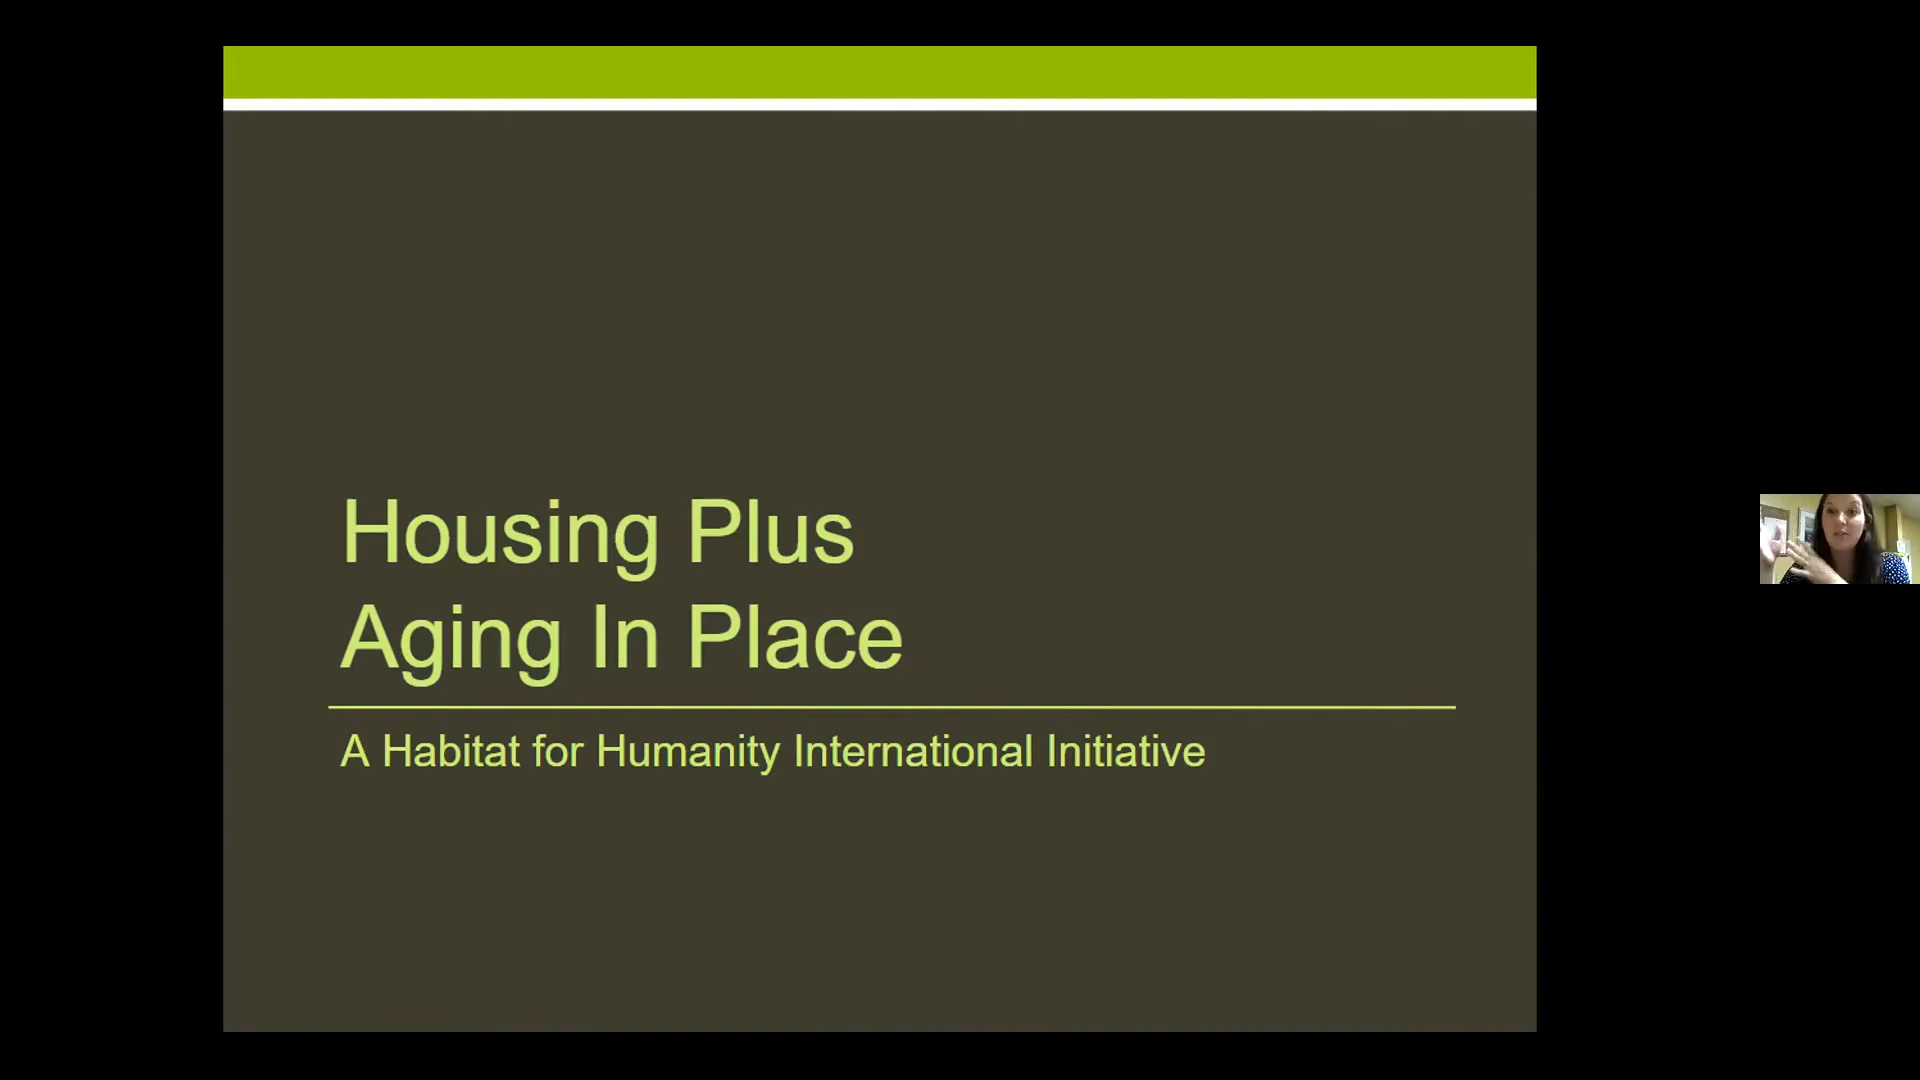 Housing Plus
Aging In Place
A Habitat for Humanity International Initiative